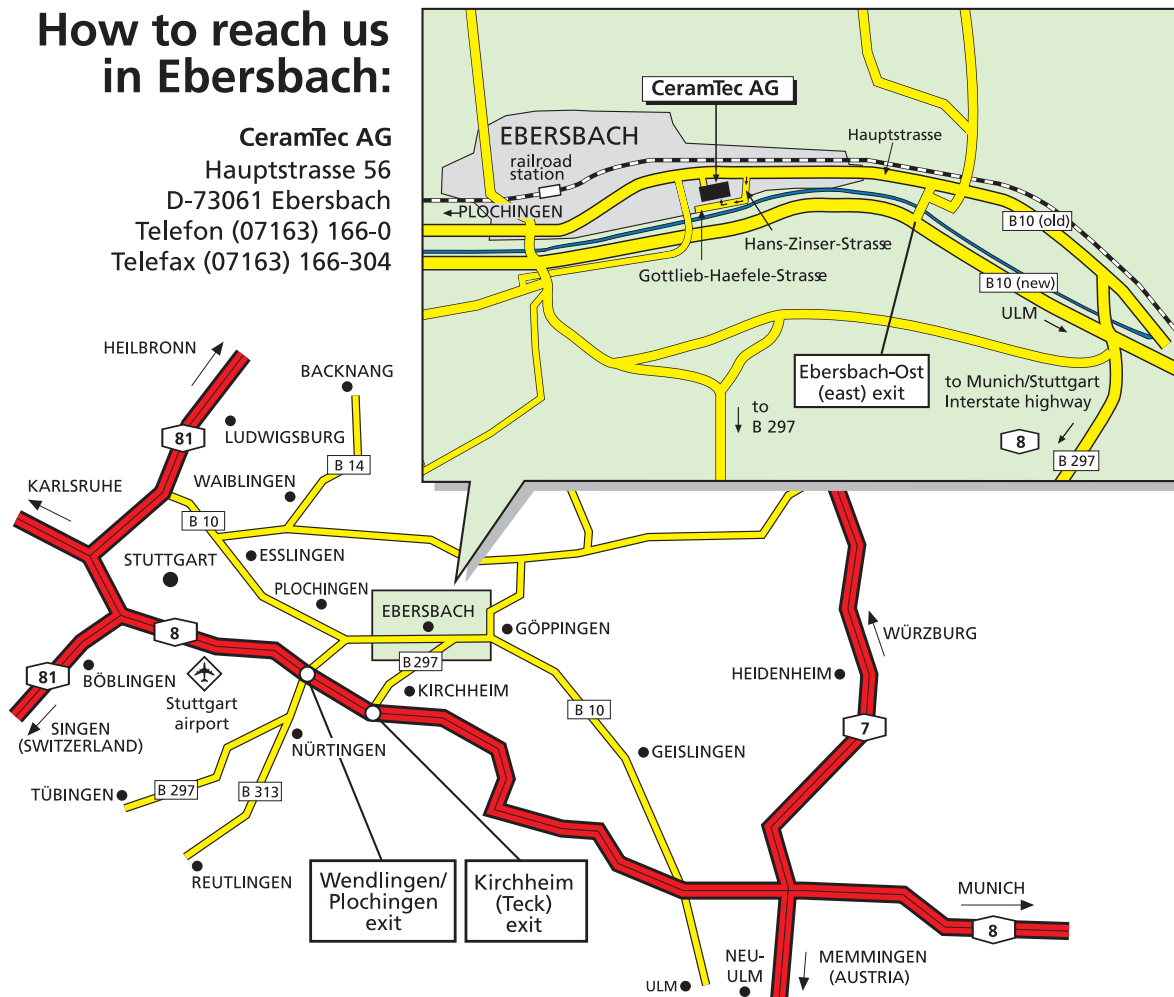 How to reach us
in Ebersbach:
CeramTec AG
Hauptstrasse 56
D-73061 Ebersbach
Telefon (07163) 166-0
Telefax (07163) 166-304
CeramTec AG
EBERSBACH
railroad
station
Hauptstrasse
PLOCHINGEN
B10 (old)
Hans-Zinser-Strasse
Gottlieb-Haefele-Strasse
B10 (new)
ULM
Ebersbach-Ost
(east) exit
to Munich/Stuttgart
Interstate highway
8
to
B 297
B 297
HEILBRONN
BACKNANG
81
LUDWIGSBURG
B 14
KARLSRUHE
WAIBLINGEN
B 10
STUTTGART
ESSLINGEN
PLOCHINGEN
EBERSBACH
8
GÖPPINGEN
WÜRZBURG
B 297
81
BÖBLINGEN
Stuttgart
airport
KIRCHHEIM
HEIDENHEIM
B 10
SINGEN
(SWITZERLAND)
7
NÜRTINGEN
GEISLINGEN
TÜBINGEN
B 297
B 313
REUTLINGEN
Wendlingen/
Plochingen
exit
Kirchheim
(Teck)
exit
MUNICH
8
ULM
NEU-
ULM
MEMMINGEN
(AUSTRIA)